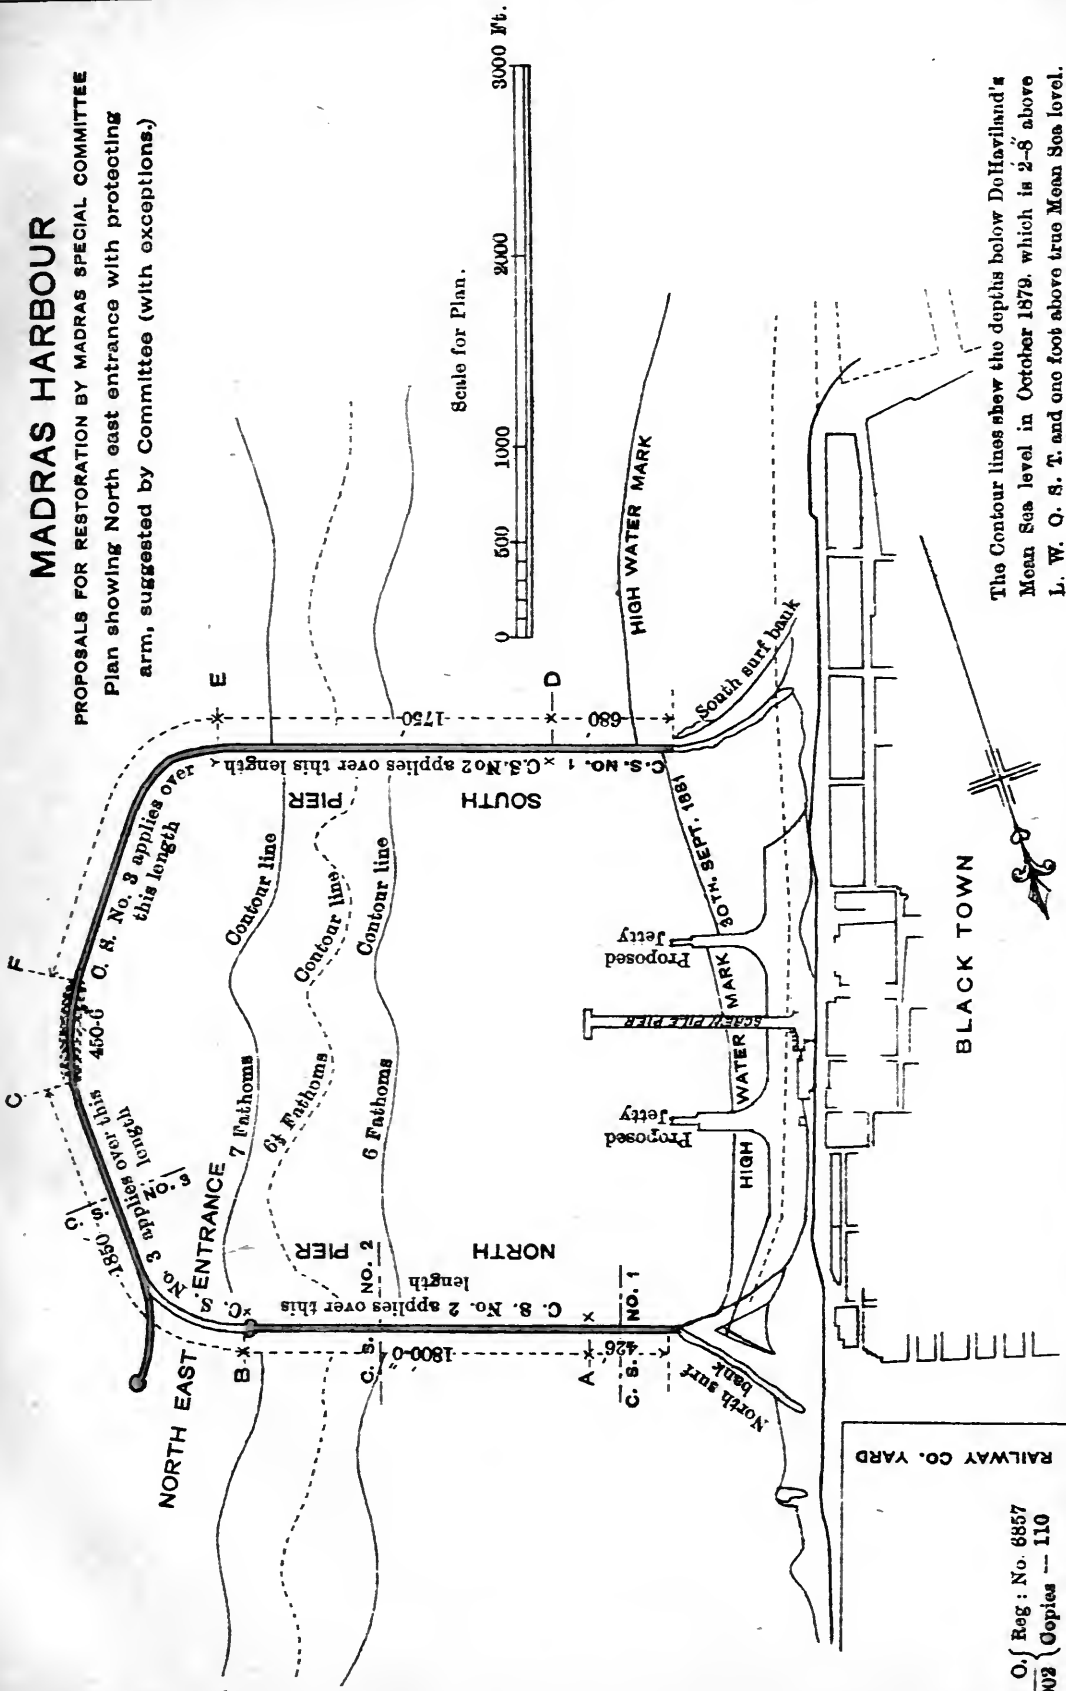 MADRAS HARBOUR
PROPOSALS FOR RESTORATION BY MADRAS SPECIAL COMMITTEE
Plan showing North east entrance with protecting
arm, suggested by Committee (with exceptions.)
Scale for Plan.
0 500 1000 2000 3000 Ft.
C
F
450-0
C. S. No. 3 applies over
this length
1850
C. S.
NO. 3
C. S. No. 3 applies over this
length
NORTH EAST ENTRANCE
B
1800-0
C. S. NO. 2
A
426
C. S. NO. 1
C. S. No. 2 applies over this
length
NORTH PIER
E
1750
D
680
C.S. No 2 applies over this length
C.S. NO. 1
SOUTH PIER
7 Fathoms Contour line
6½ Fathoms Contour line
6 Fathoms Contour line
HIGH WATER MARK
HIGH WATER MARK 30TH. SEPT. 1881
Proposed
Jetty
SCREW PILE PIER
Proposed
Jetty
North surf
bank
South surf bank
RAILWAY CO. YARD
BLACK TOWN
The Contour lines shew the depths below DeHaviland's
Mean Sea level in October 1879. which is 2-8" above
L. W. O. S. T. and one foot above true Mean Sea level.
O. Reg: No. 6857
Copies -- 110